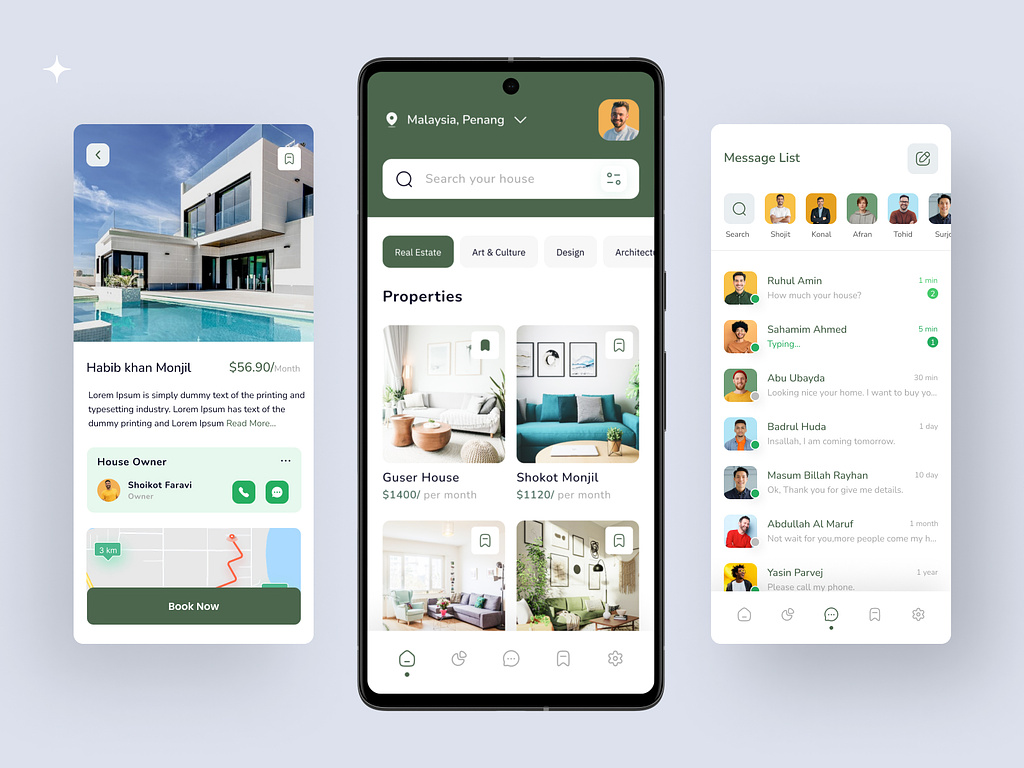 Habib khan Monjil
$56.90/Month
Lorem Ipsum is simply dummy text of the printing and
typesetting industry. Lorem Ipsum has text of the
dummy printing and Lorem Ipsum Read More...
House Owner
Shoikot Faravi
Owner
3 km
Book Now
Malaysia, Penang
Search your house
Real Estate
Art & Culture
Design
Architectu
Properties
Guser House
$1400/ per month
Shokot Monjil
$1120/ per month
Message List
Search
Shojit
Konal
Afran
Tohid
Surjo
Ruhul Amin
1 min
How much your house?
2
Sahamim Ahmed
5 min
Typing...
1
Abu Ubayda
30 min
Looking nice your home. I want to buy yo...
Badrul Huda
1 day
Insallah, I am coming tomorrow.
Masum Billah Rayhan
10 day
Ok, Thank you for give me details.
Abdullah Al Maruf
1 month
Not wait for you,more people come my h...
Yasin Parvej
1 year
Please call my phone.